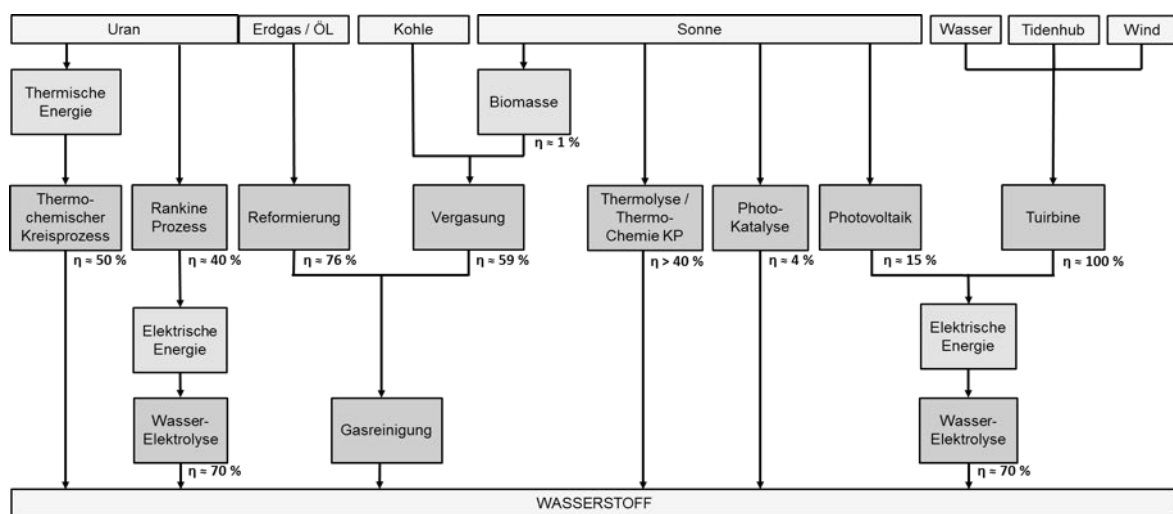 Uran
Erdgas / ÖL
Kohle
Sonne
Wasser
Tidenhub
Wind
Thermische
Energie
Biomasse
η ≈ 1 %
Thermo-
chemischer
Kreisprozess
η ≈ 50 %
Rankine
Prozess
η ≈ 40 %
Reformierung
η ≈ 76 %
Vergasung
η ≈ 59 %
Thermolyse /
Thermo-
Chemie KP
η > 40 %
Photo-
Katalyse
η ≈ 4 %
Photovoltaik
η ≈ 15 %
Tuirbine
η ≈ 100 %
Elektrische
Energie
Elektrische
Energie
Wasser-
Elektrolyse
η ≈ 70 %
Gasreinigung
Wasser-
Elektrolyse
η ≈ 70 %
WASSERSTOFF